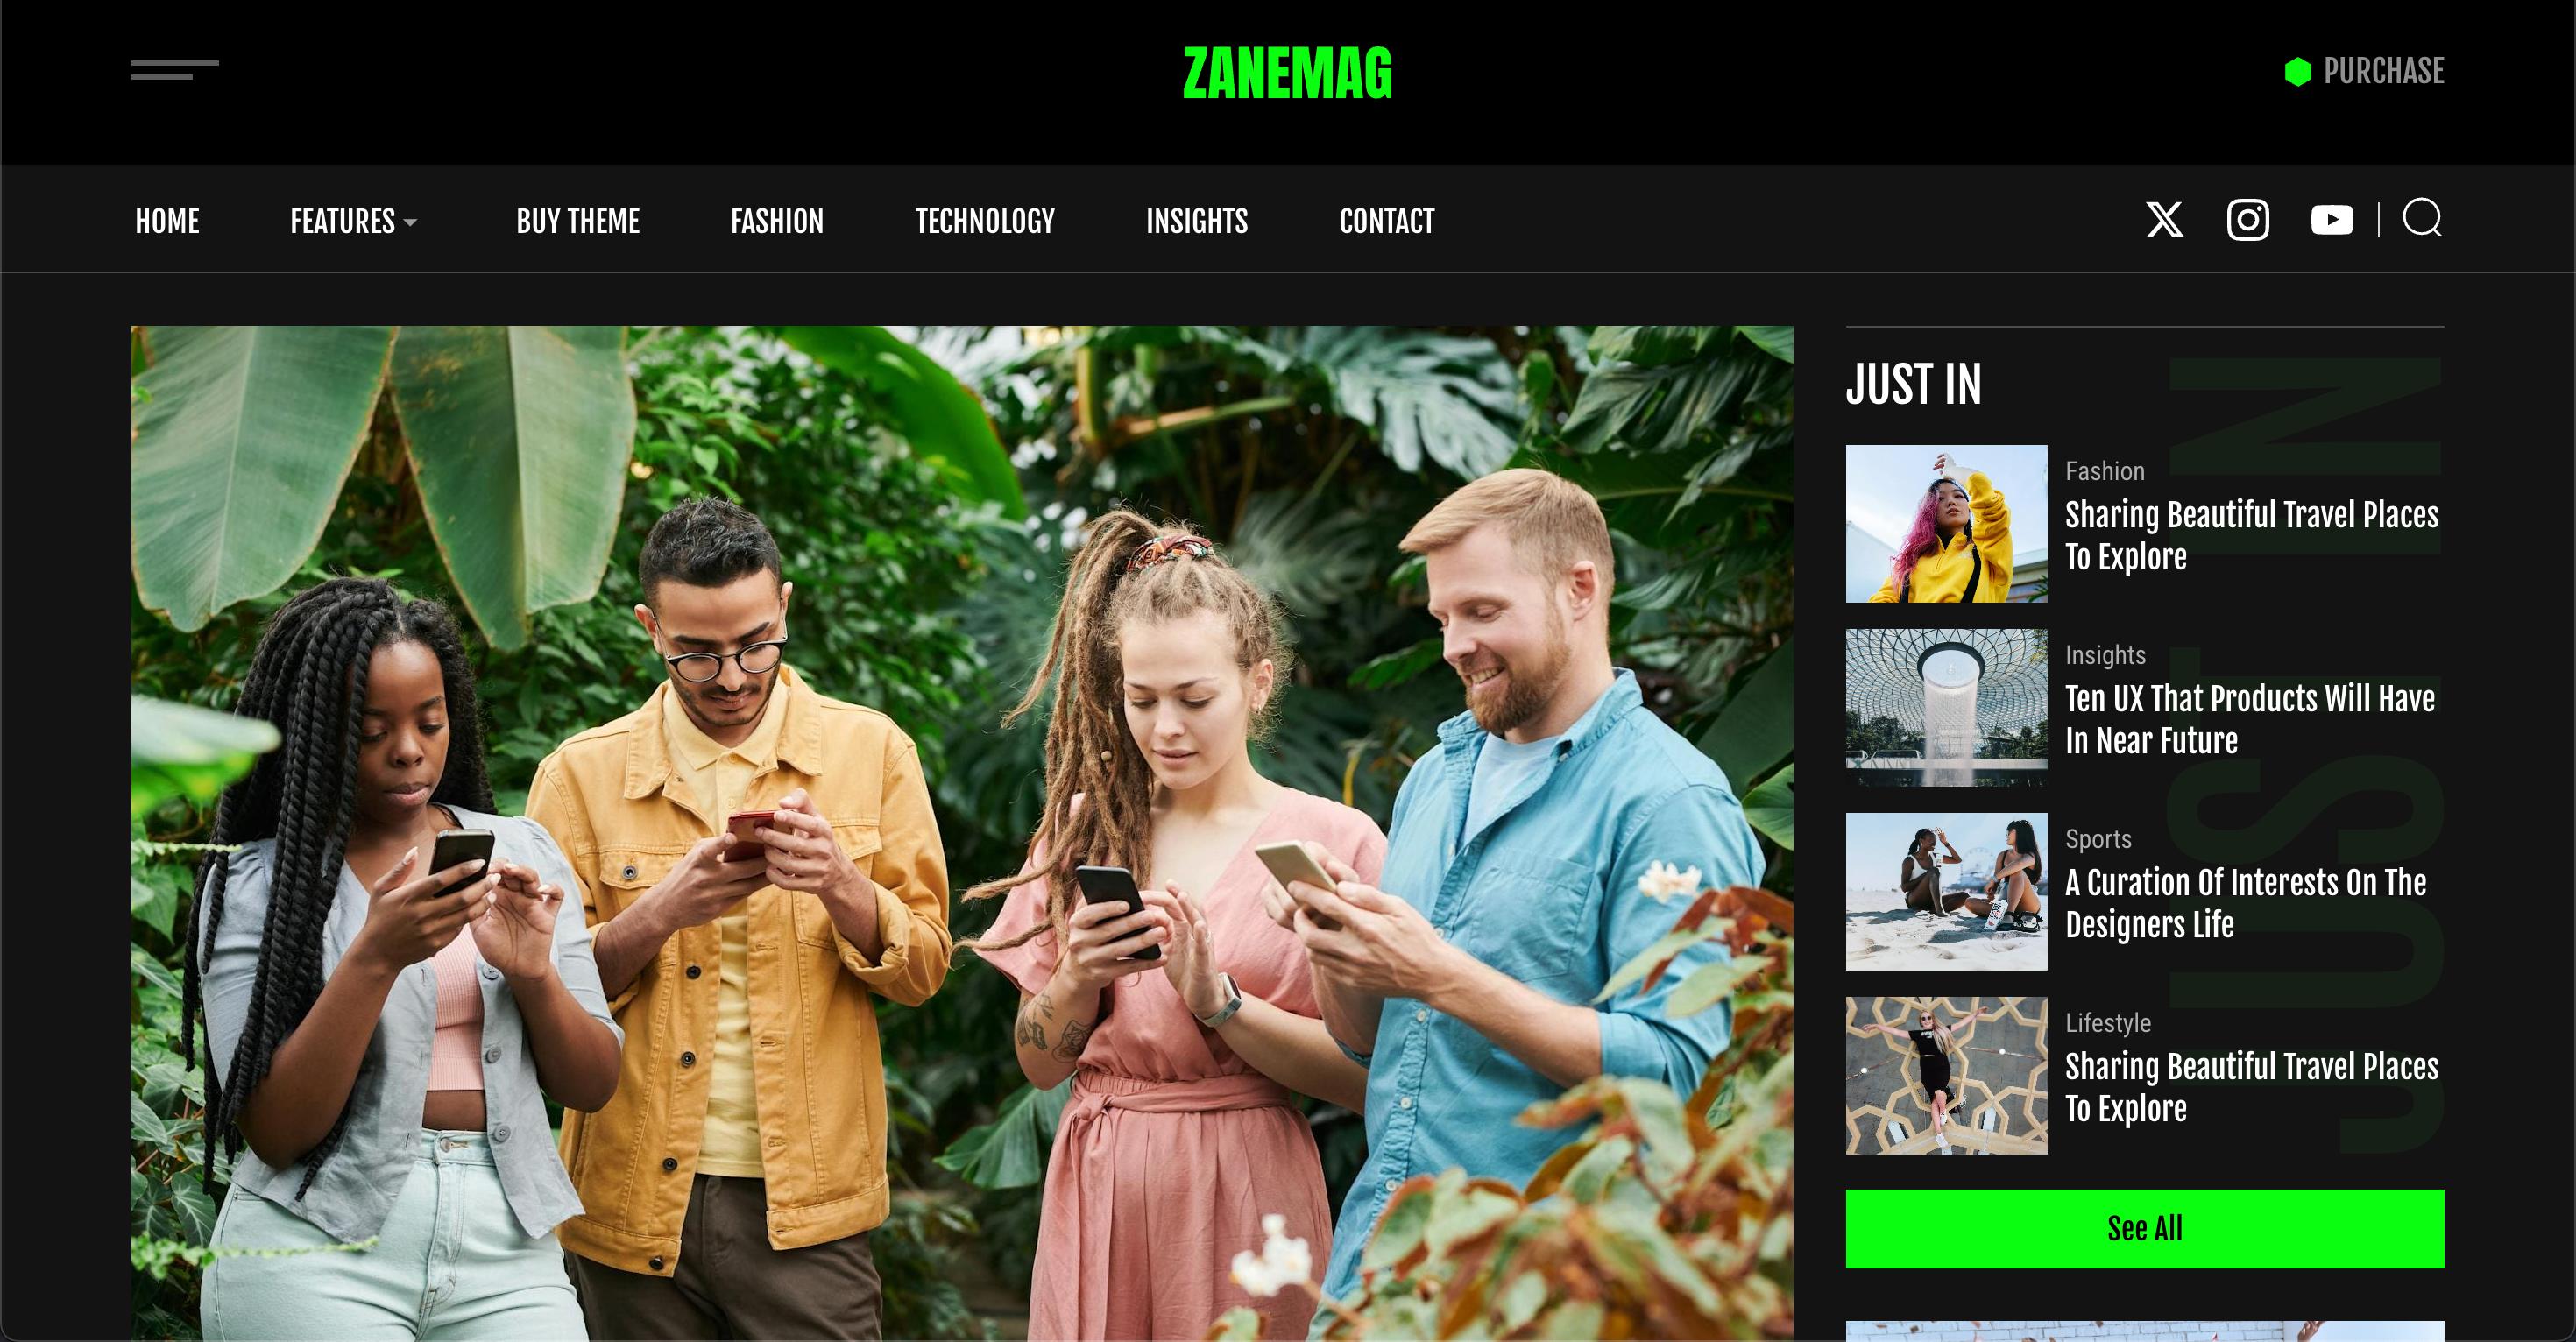 ZANEMAG
PURCHASE
HOME
FEATURES
BUY THEME
FASHION
TECHNOLOGY
INSIGHTS
CONTACT
JUST IN
JUST IN
Fashion
Sharing Beautiful Travel Places
To Explore
Insights
Ten UX That Products Will Have
In Near Future
Sports
A Curation Of Interests On The
Designers Life
Lifestyle
Sharing Beautiful Travel Places
To Explore
See All